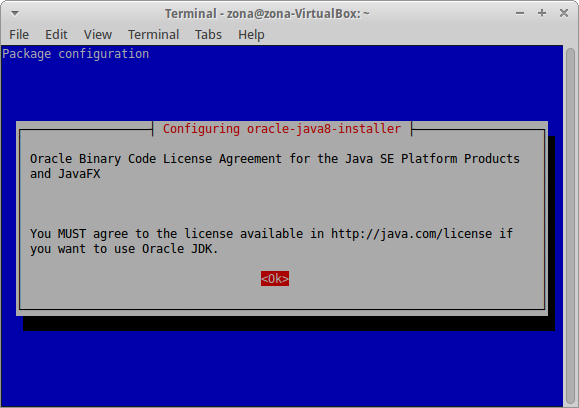 Terminal - zona@zona-VirtualBox: ~
File Edit View Terminal Tabs Help
Package configuration
Configuring oracle-java8-installer
Oracle Binary Code License Agreement for the Java SE Platform Products
and JavaFX
You MUST agree to the license available in http://java.com/license if
you want to use Oracle JDK.
<Ok>